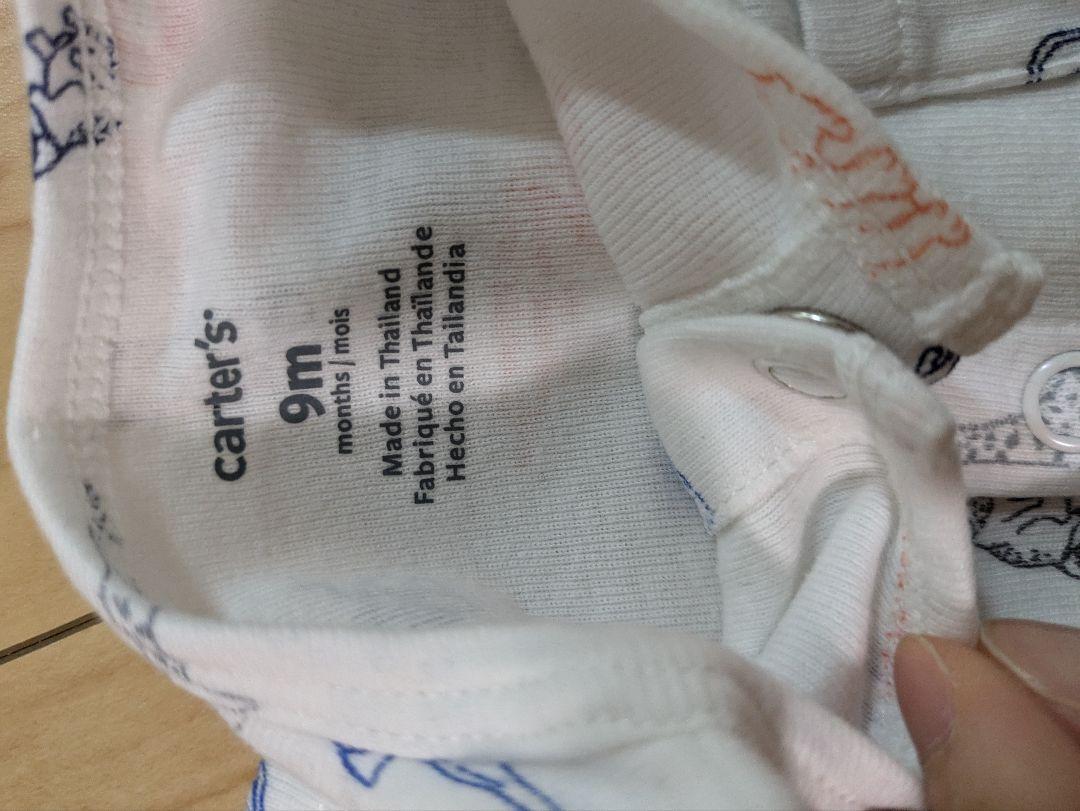 carter's
9m
months / mois
Made in Thailand
Fabriqué en Thaïlande
Hecho en Tailandia